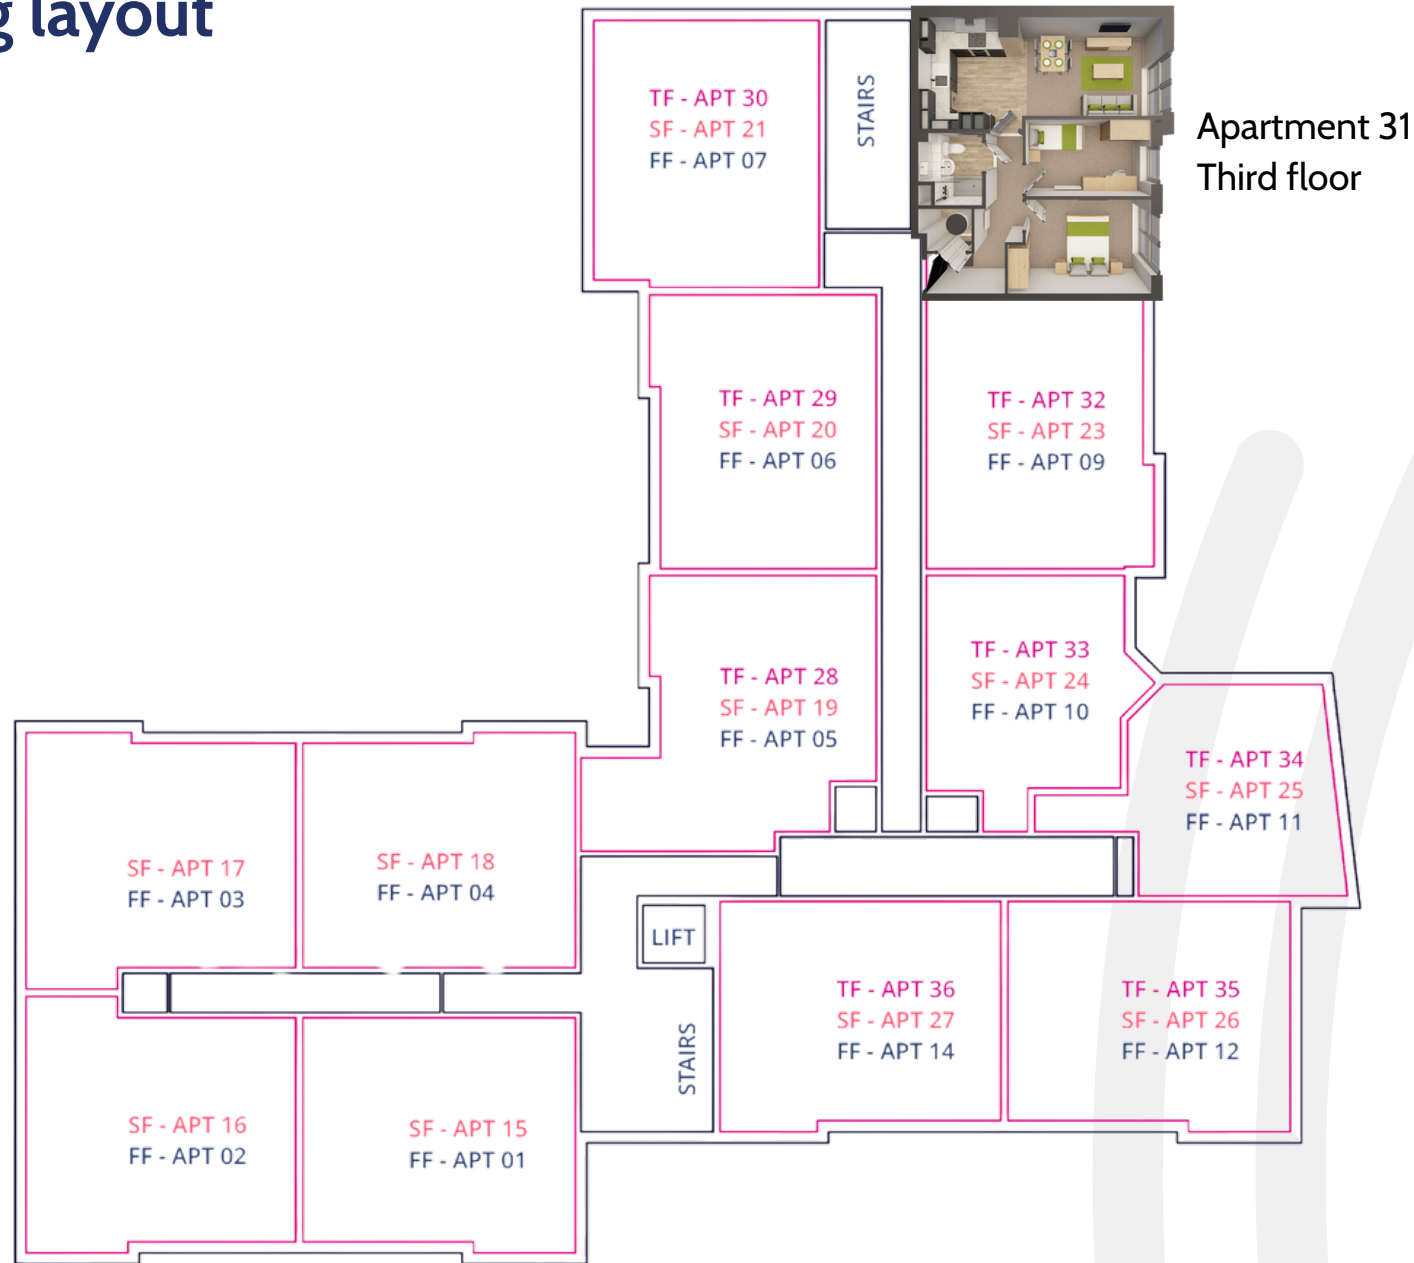 g layout
TF - APT 30
SF - APT 21
FF - APT 07
STAIRS
Apartment 31
Third floor
TF - APT 29
SF - APT 20
FF - APT 06
TF - APT 32
SF - APT 23
FF - APT 09
TF - APT 28
SF - APT 19
FF - APT 05
TF - APT 33
SF - APT 24
FF - APT 10
TF - APT 34
SF - APT 25
FF - APT 11
SF - APT 17
FF - APT 03
SF - APT 18
FF - APT 04
LIFT
STAIRS
TF - APT 36
SF - APT 27
FF - APT 14
TF - APT 35
SF - APT 26
FF - APT 12
SF - APT 16
FF - APT 02
SF - APT 15
FF - APT 01